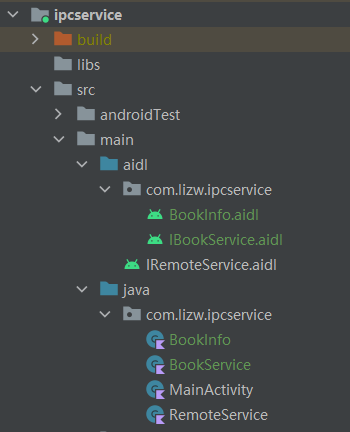 ipcservice
build
libs
src
androidTest
main
aidl
com.lizw.ipcservice
BookInfo.aidl
IBookService.aidl
IRemoteService.aidl
java
com.lizw.ipcservice
BookInfo
BookService
MainActivity
RemoteService